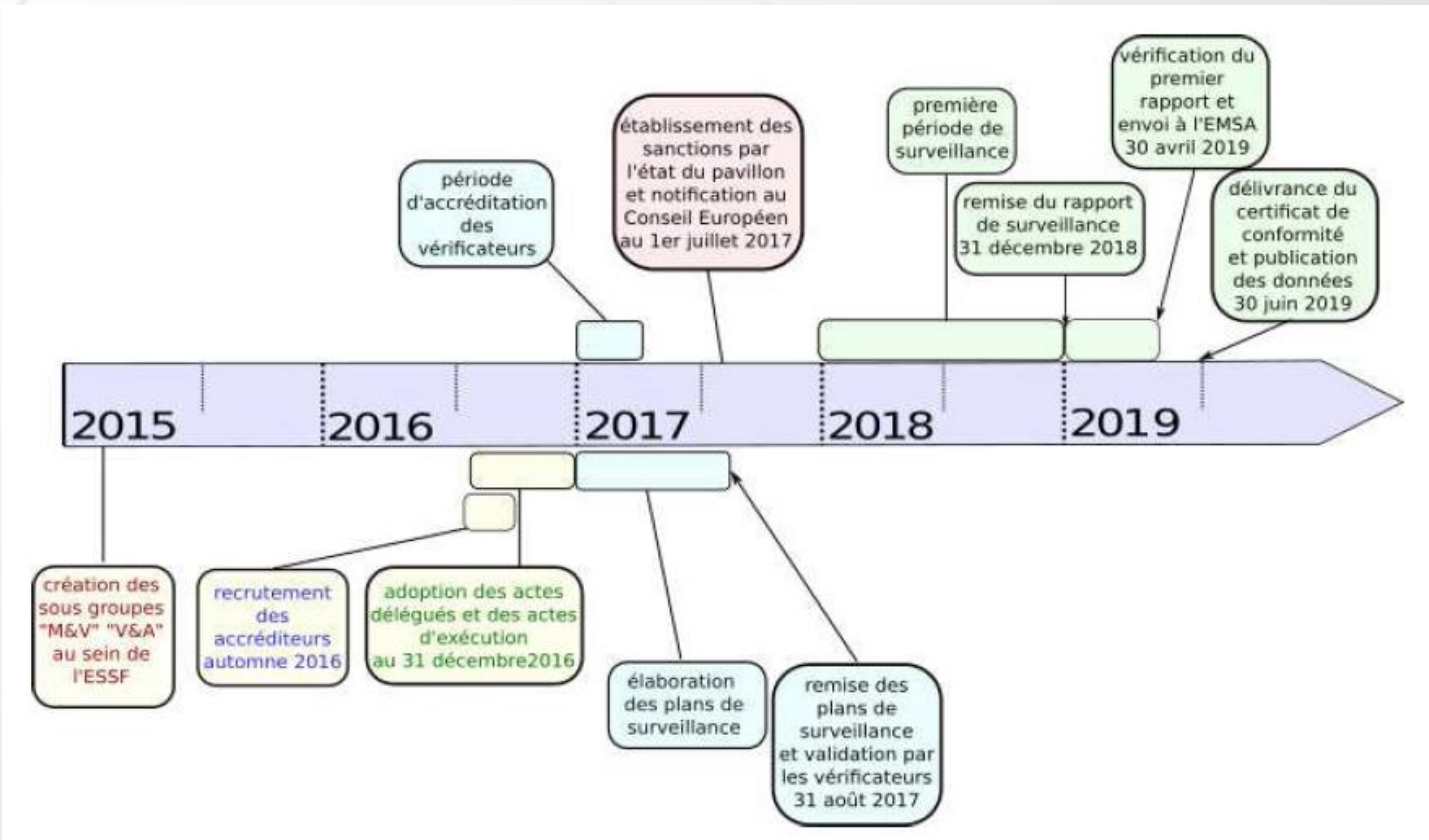 vérification du
premier
rapport et
envoi à l'EMSA
30 avril 2019
première
période de
surveillance
établissement des
sanctions par
l'état du pavillon
et notification au
Conseil Européen
au 1er juillet 2017
période
d'accréditation
des
vérificateurs
remise du rapport
de surveillance
31 décembre 2018
délivrance du
certificat de
conformité
et publication
des données
30 juin 2019
2015
2016
2017
2018
2019
création des
sous groupes
"M&V" "V&A"
au sein de
l'ESSF
recrutement
des
accréditeurs
automne 2016
adoption des actes
délégués et des actes
d'exécution
au 31 décembre2016
élaboration
des plans de
surveillance
remise des
plans de
surveillance
et validation par
les vérificateurs
31 août 2017